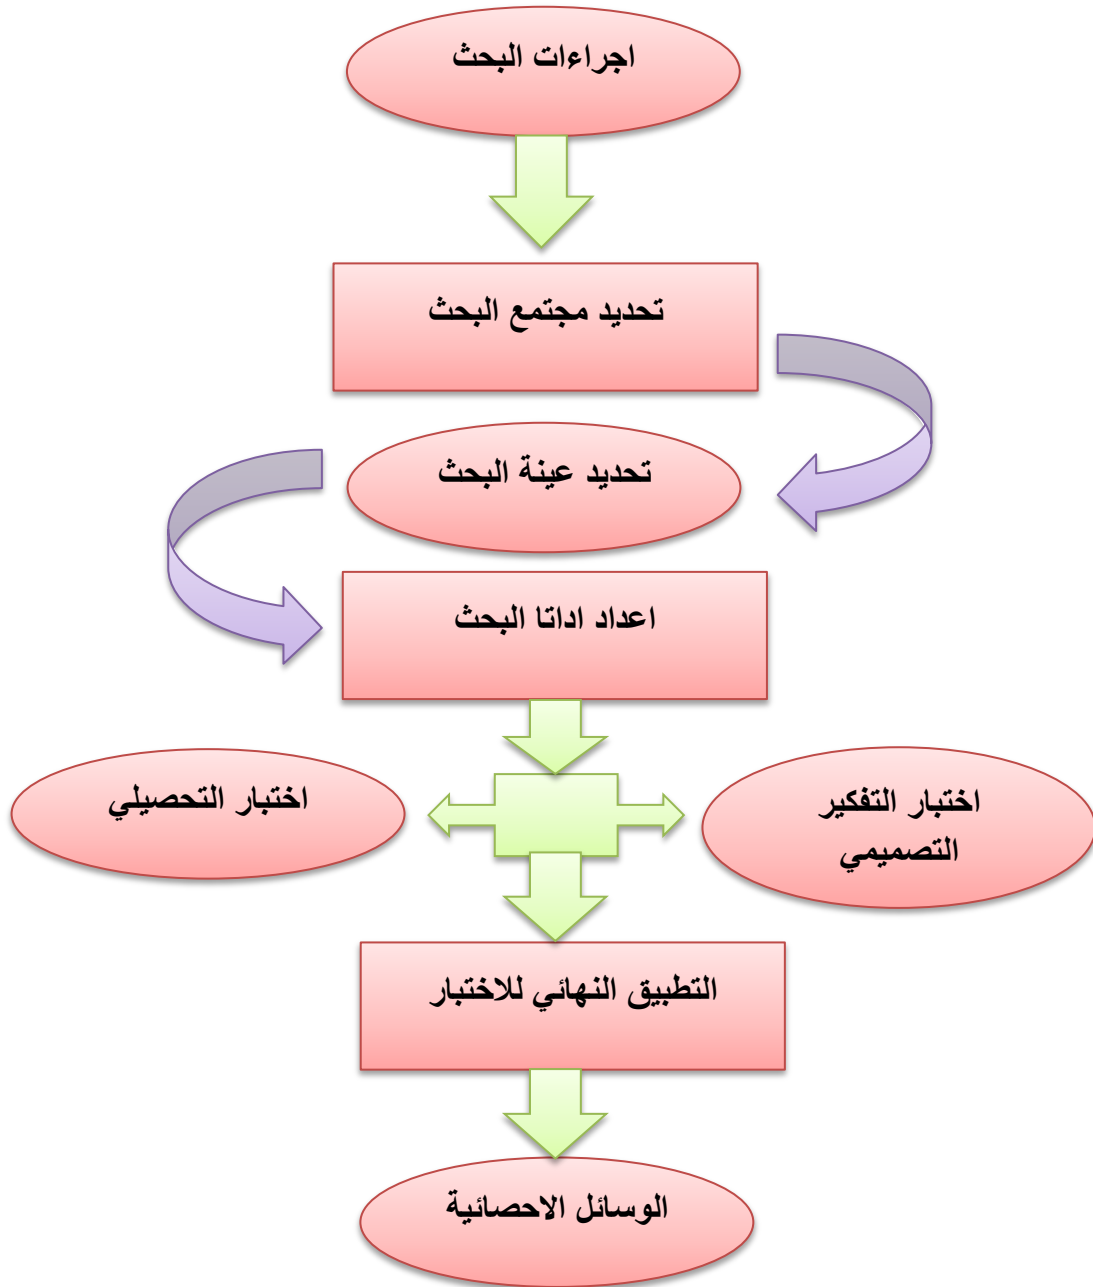 اجراءات البحث
تحديد مجتمع البحث
تحديد عينة البحث
اعداد اداتا البحث
اختبار التفكير
التصميمي
اختبار التحصيلي
التطبيق النهائي للاختبار
الوسائل الاحصائية